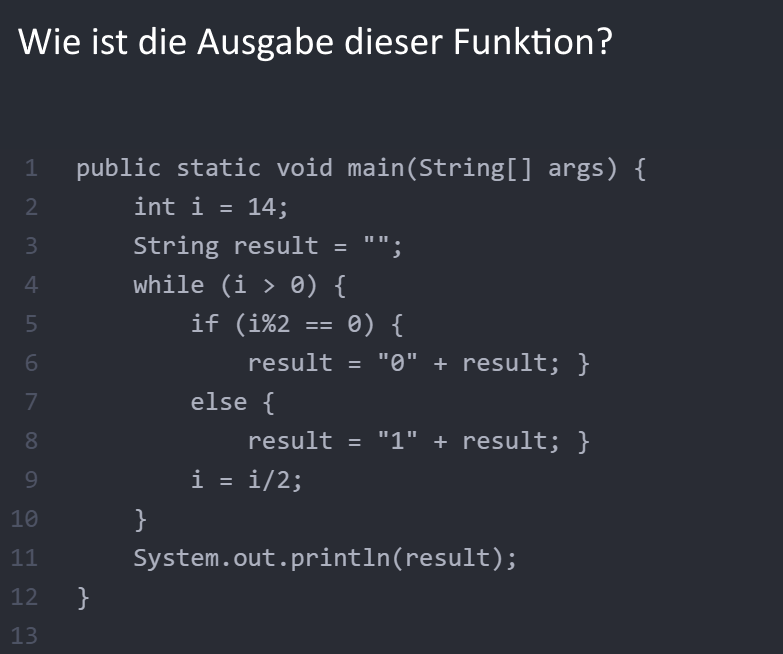 Wie ist die Ausgabe dieser Funktion?
1 public static void main(String[] args) {
2     int i = 14;
3     String result = "";
4     while (i > 0) {
5         if (i%2 == 0) {
6             result = "0" + result; }
7         else {
8             result = "1" + result; }
9         i = i/2;
10     }
11     System.out.println(result);
12 }
13